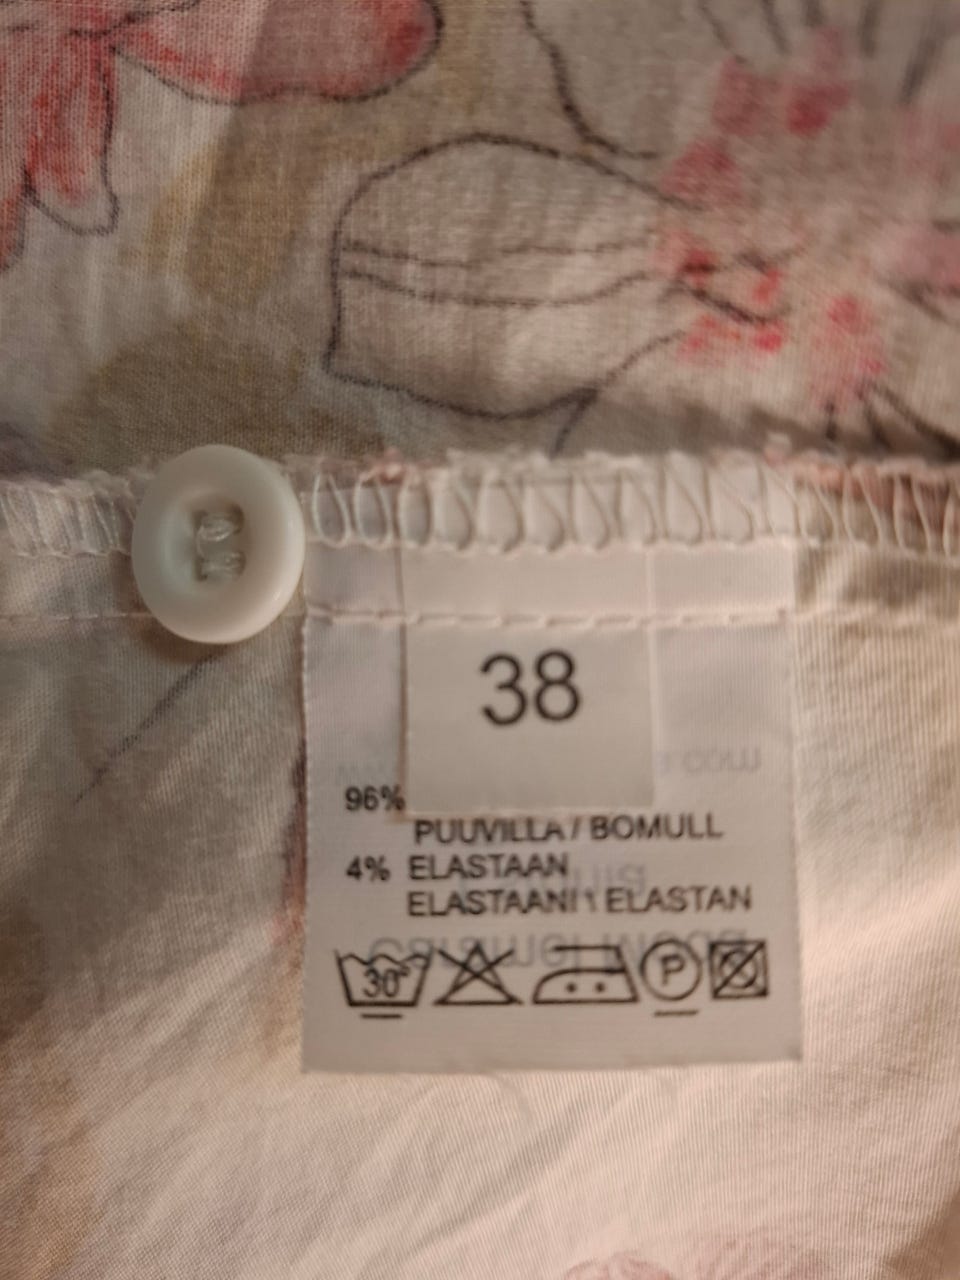 38
96%
PUUVILLA / BOMULL
4% ELASTAAN
ELASTAANI \ ELASTAN
30°
P